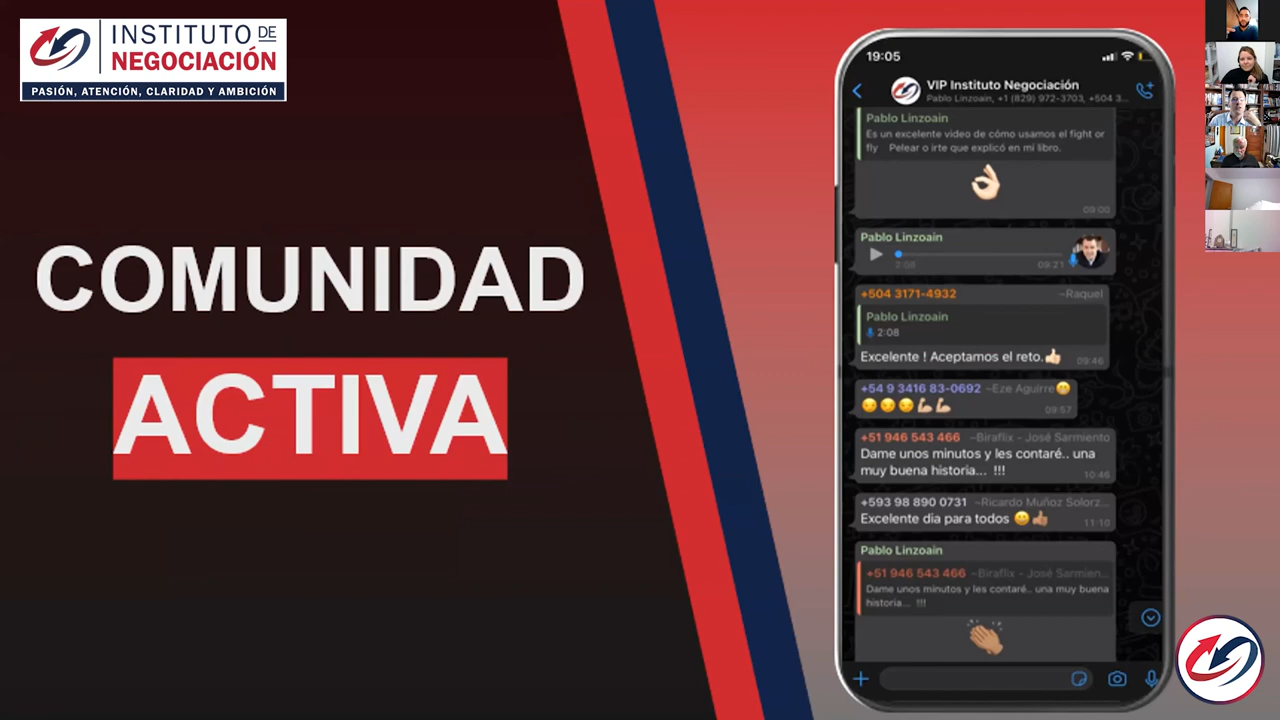 INSTITUTO DE
NEGOCIACIÓN
PASIÓN, ATENCIÓN, CLARIDAD Y AMBICIÓN
COMUNIDAD
ACTIVA
19:05
VIP Instituto Negociación
Pablo Linzoain, +1 (829) 972-3703, +504 3...
Pablo Linzoain
Es un excelente video de cómo usamos el fight or
fly Pelear o irte que explicó en mi libro.
👌🏻
09:00
Pablo Linzoain
2:08 09:21
+504 3171-4932 ~Raquel
Pablo Linzoain
2:08
Excelente ! Aceptamos el reto.👍🏻 09:46
+54 9 3416 83-0692 ~Eze Aguirre🤭
😏😏😏💪🏼💪🏼 09:57
+51 946 543 466 ~Biraflix - José Sarmiento
Dame unos minutos y les contaré.. una
muy buena historia... !!! 10:46
+593 98 890 0731 ~Ricardo Muñoz Solorz...
Excelente día para todos 😀👍🏽 11:10
Pablo Linzoain
+51 946 543 466 ~Biraflix - José Sarmien...
Dame unos minutos y les contaré.. una muy buena
historia... !!!
👏🏽